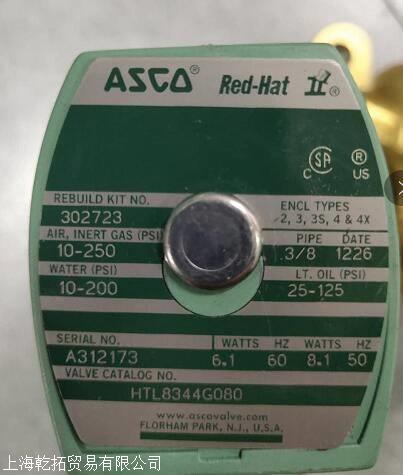 ASCO® Red-Hat II®
C SA ® US
REBUILD KIT NO. ENCL TYPES
302723 2, 3, 3S, 4 & 4X
AIR, INERT GAS (PSI) PIPE DATE
10-250 3/8 1226
WATER (PSI) LT. OIL (PSI)
10-200 25-125
SERIAL NO. WATTS HZ WATTS HZ
A312173 6.1 60 8.1 50
VALVE CATALOG NO.
HTL8344G080
www.ascovalve.com
FLORHAM PARK, N.J., U.S.A.
上海乾拓贸易有限公司